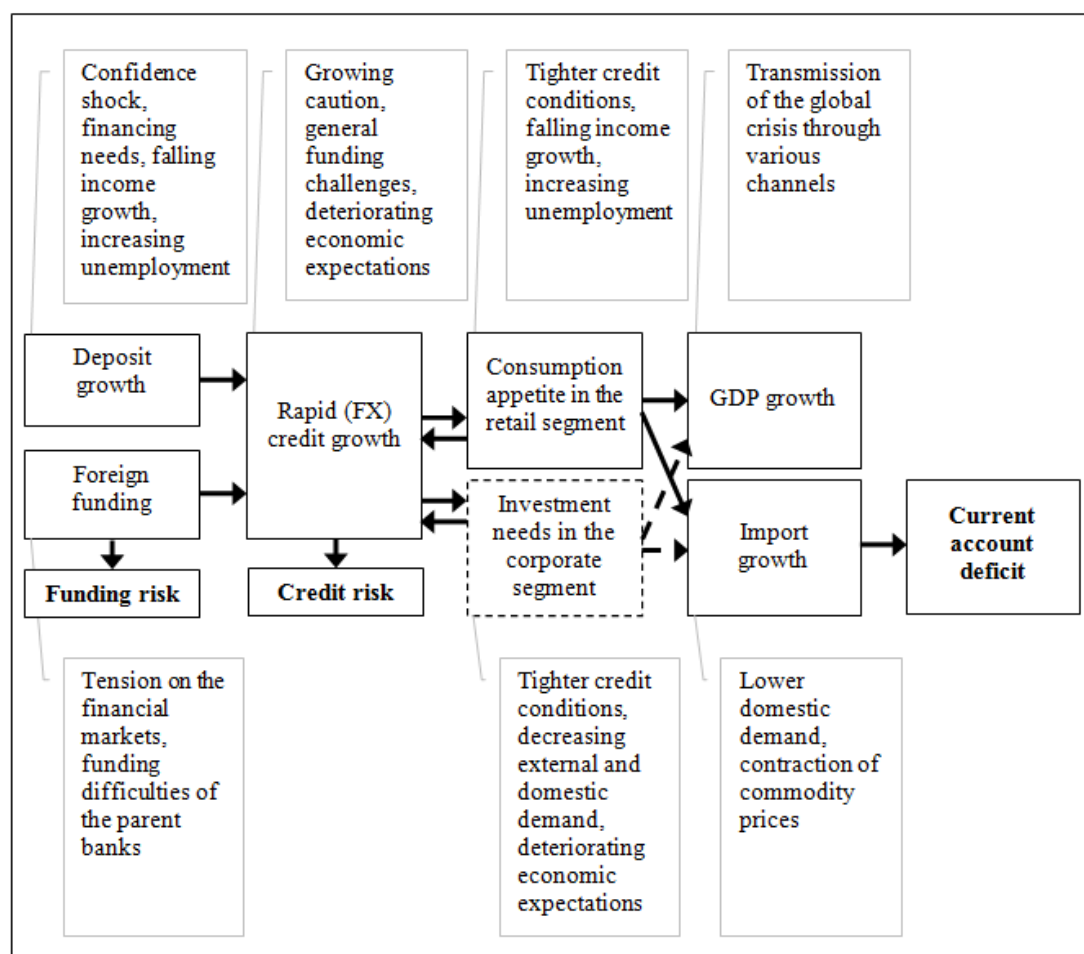 Confidence
shock,
financing
needs, falling
income
growth,
increasing
unemployment
Growing
caution,
general
funding
challenges,
deteriorating
economic
expectations
Tighter credit
conditions,
falling income
growth,
increasing
unemployment
Transmission
of the global
crisis through
various
channels
Deposit
growth
Foreign
funding
Funding risk
Rapid (FX)
credit growth
Credit risk
Consumption
appetite in the
retail segment
Investment
needs in the
corporate
segment
GDP growth
Import
growth
Current
account
deficit
Tension on the
financial
markets,
funding
difficulties of
the parent
banks
Tighter credit
conditions,
decreasing
external and
domestic
demand,
deteriorating
economic
expectations
Lower
domestic
demand,
contraction of
commodity
prices